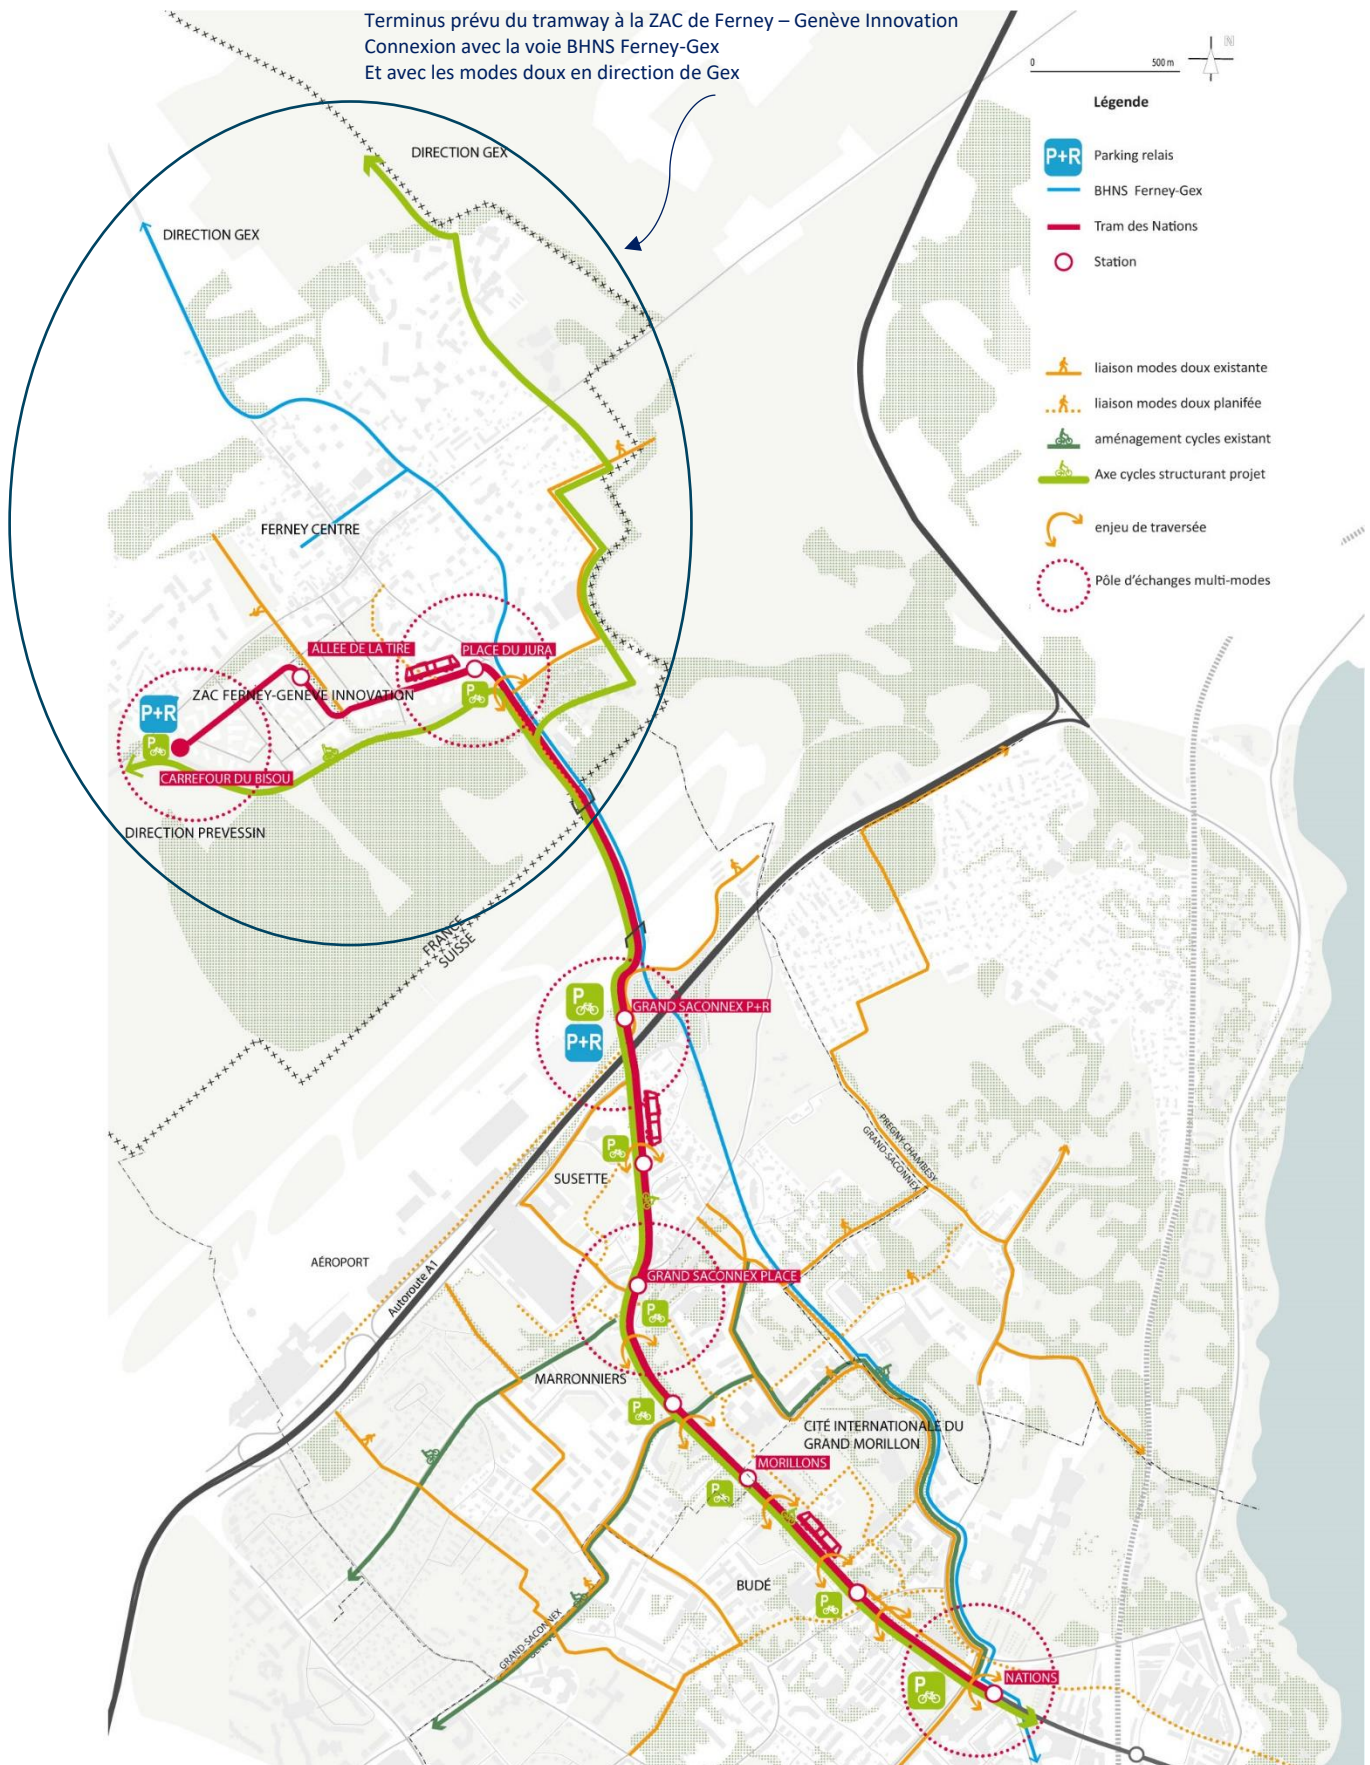 Terminus prévu du tramway à la ZAC de Ferney – Genève Innovation
Connexion avec la voie BHNS Ferney-Gex
Et avec les modes doux en direction de Gex
N
0 500 m
Légende
P+R Parking relais
BHNS Ferney-Gex
Tram des Nations
Station
liaison modes doux existante
liaison modes doux planifée
aménagement cycles existant
Axe cycles structurant projet
enjeu de traversée
Pôle d'échanges multi-modes
DIRECTION GEX
DIRECTION GEX
FERNEY CENTRE
ALLEE DE LA TIRE
PLACE DU JURA
ZAC FERNEY-GENEVE INNOVATION
P+R
P
P
CARREFOUR DU BISOU
DIRECTION PREVESSIN
FRANCE
SUISSE
P
GRAND SACONNEX P+R
P+R
PREGNY-CHAMBESY
GRAND-SACONNEX
P
SUSETTE
AÉROPORT
Autoroute A1
GRAND SACONNEX PLACE
P
MARRONNIERS
P
CITÉ INTERNATIONALE DU
GRAND MORILLON
MORILLONS
P
BUDÉ
P
GRAND-SACONNEX
GENÈVE
NATIONS
P